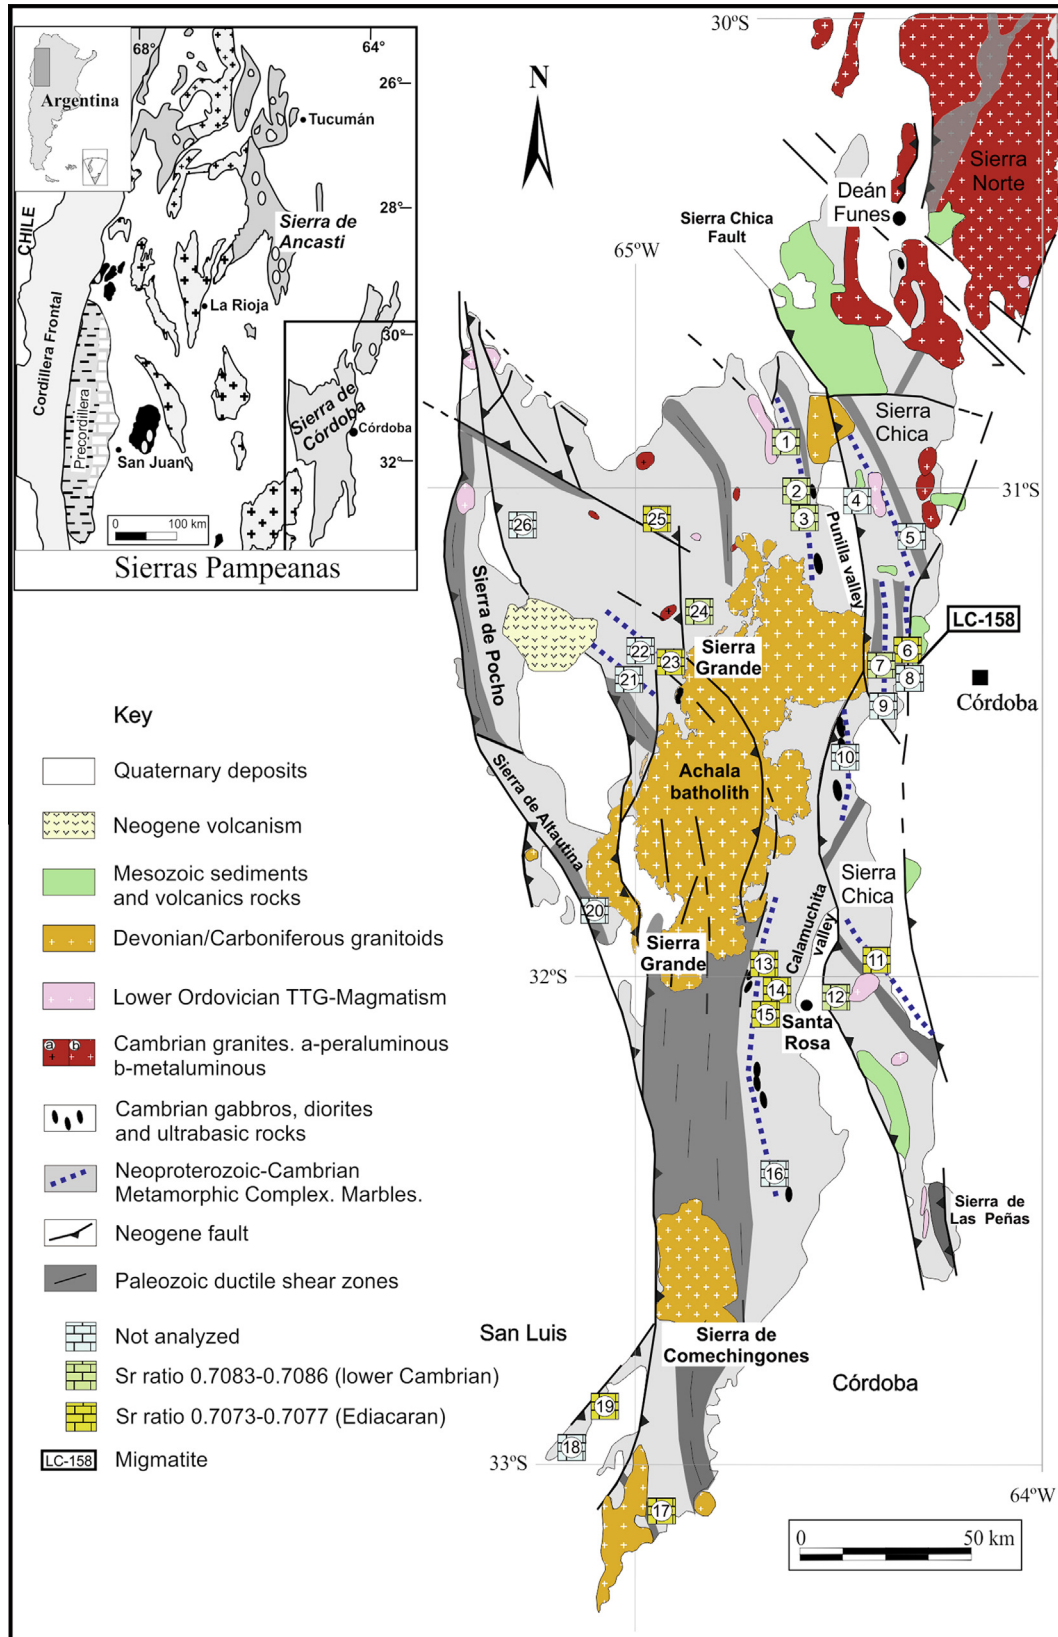 68°
64°
26°
Argentina
Tucumán
28°
CHILE
Sierra de
Ancasti
La Rioja
30°
Cordillera Frontal
Precordillera
Sierra de
Córdoba
Córdoba
San Juan
32°
0
100 km
Sierras Pampeanas
30ºS
N
Sierra
Norte
Deán
Funes
Sierra Chica
Fault
65ºW
Sierra
Chica
1
31ºS
2
4
3
25
26
5
Punilla valley
Sierra de Pocho
24
LC-158
Sierra
Grande
6
22
23
7
21
8
Córdoba
9
10
Achala
batholith
Sierra de Altautina
Sierra
Chica
20
Calamuchita
valley
Sierra
Grande
11
13
32ºS
14
12
15
Santa
Rosa
16
Sierra de
Las Peñas
San Luis
Sierra de
Comechingones
Córdoba
19
18
33ºS
64ºW
17
0
50 km
Key
Quaternary deposits
Neogene volcanism
Mesozoic sediments
and volcanics rocks
Devonian/Carboniferous granitoids
Lower Ordovician TTG-Magmatism
a b
Cambrian granites. a-peraluminous
b-metaluminous
Cambrian gabbros, diorites
and ultrabasic rocks
Neoproterozoic-Cambrian
Metamorphic Complex. Marbles.
Neogene fault
Paleozoic ductile shear zones
Not analyzed
Sr ratio 0.7083-0.7086 (lower Cambrian)
Sr ratio 0.7073-0.7077 (Ediacaran)
LC-158
Migmatite